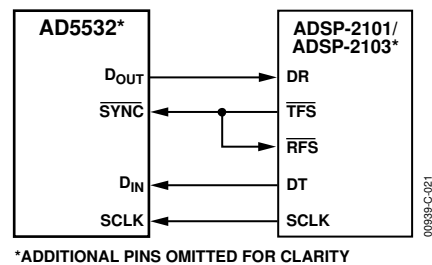 AD5532*
ADSP-2101/
ADSP-2103*
DOUT
DR
SYNC
TFS
RFS
DIN
DT
SCLK
SCLK
00939-C-021
*ADDITIONAL PINS OMITTED FOR CLARITY